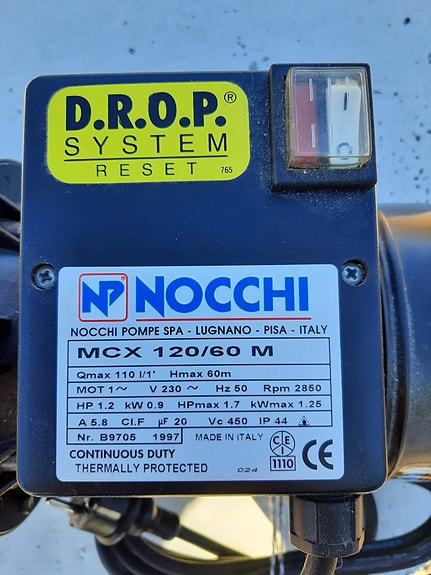 D.R.O.P.®
SYSTEM
RESET 765
NP NOCCHI
NOCCHI POMPE SPA - LUGNANO - PISA - ITALY
MCX 120/60 M
Qmax 110 l/1' Hmax 60m
MOT 1~ V 230 ~ Hz 50 Rpm 2850
HP 1.2 kW 0.9 HPmax 1.7 kWmax 1.25
A 5.8 Cl.F µF 20 Vc 450 IP 44
Nr. B9705 1997 MADE IN ITALY CEI 1110 CE
CONTINUOUS DUTY
THERMALLY PROTECTED 024